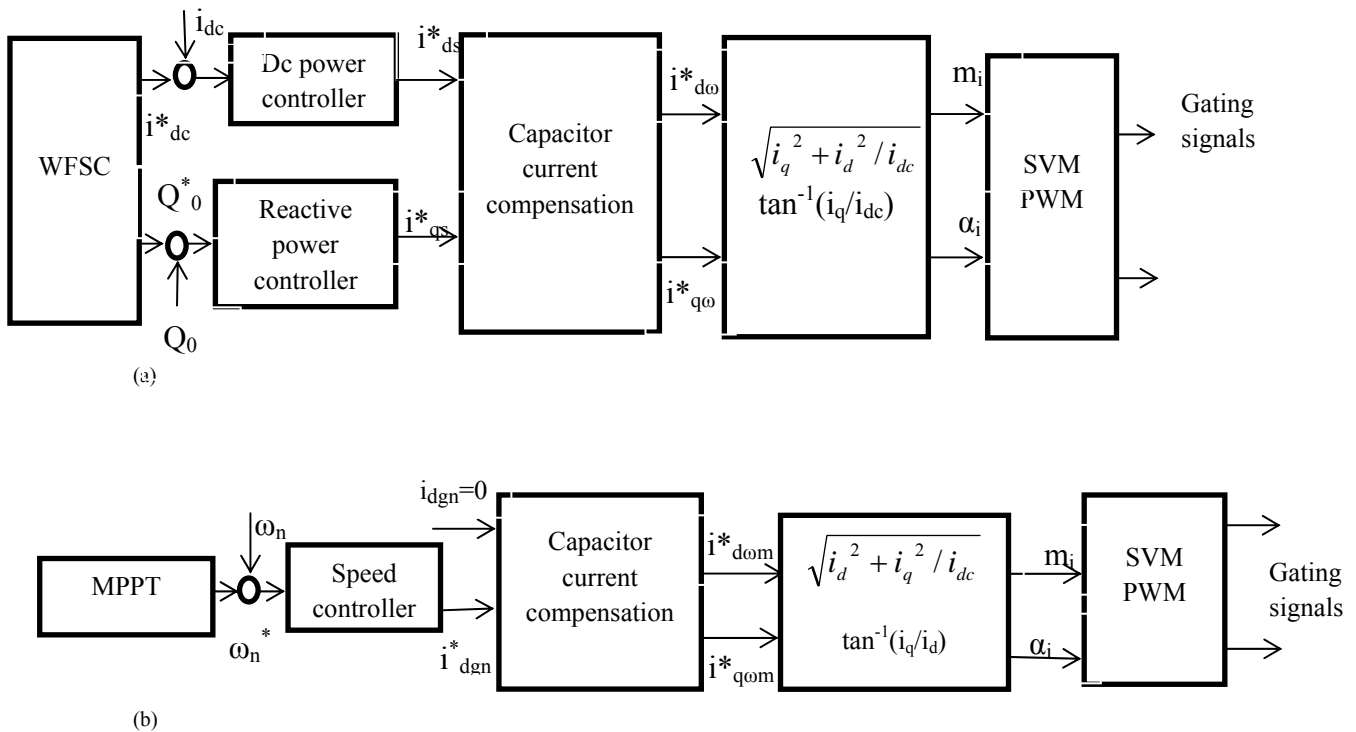 i_dc
WFSC
i*_dc
Q*_0
Q_0
Dc power
controller
Reactive
power
controller
i*_ds
i*_qs
Capacitor
current
compensation
i*_dω
i*_qω
√(i_q^2 + i_d^2 / i_dc)
tan^-1(i_q/i_dc)
m_i
α_i
SVM
PWM
Gating
signals
(a)
MPPT
ω_n
ω_n^*
Speed
controller
i_dgn=0
i^*_dgn
Capacitor
current
compensation
i*_dωm
i*_qωm
√(i_d^2 + i_q^2 / i_dc)
tan^-1(i_q/i_d)
m_i
α_i
SVM
PWM
Gating
signals
(b)